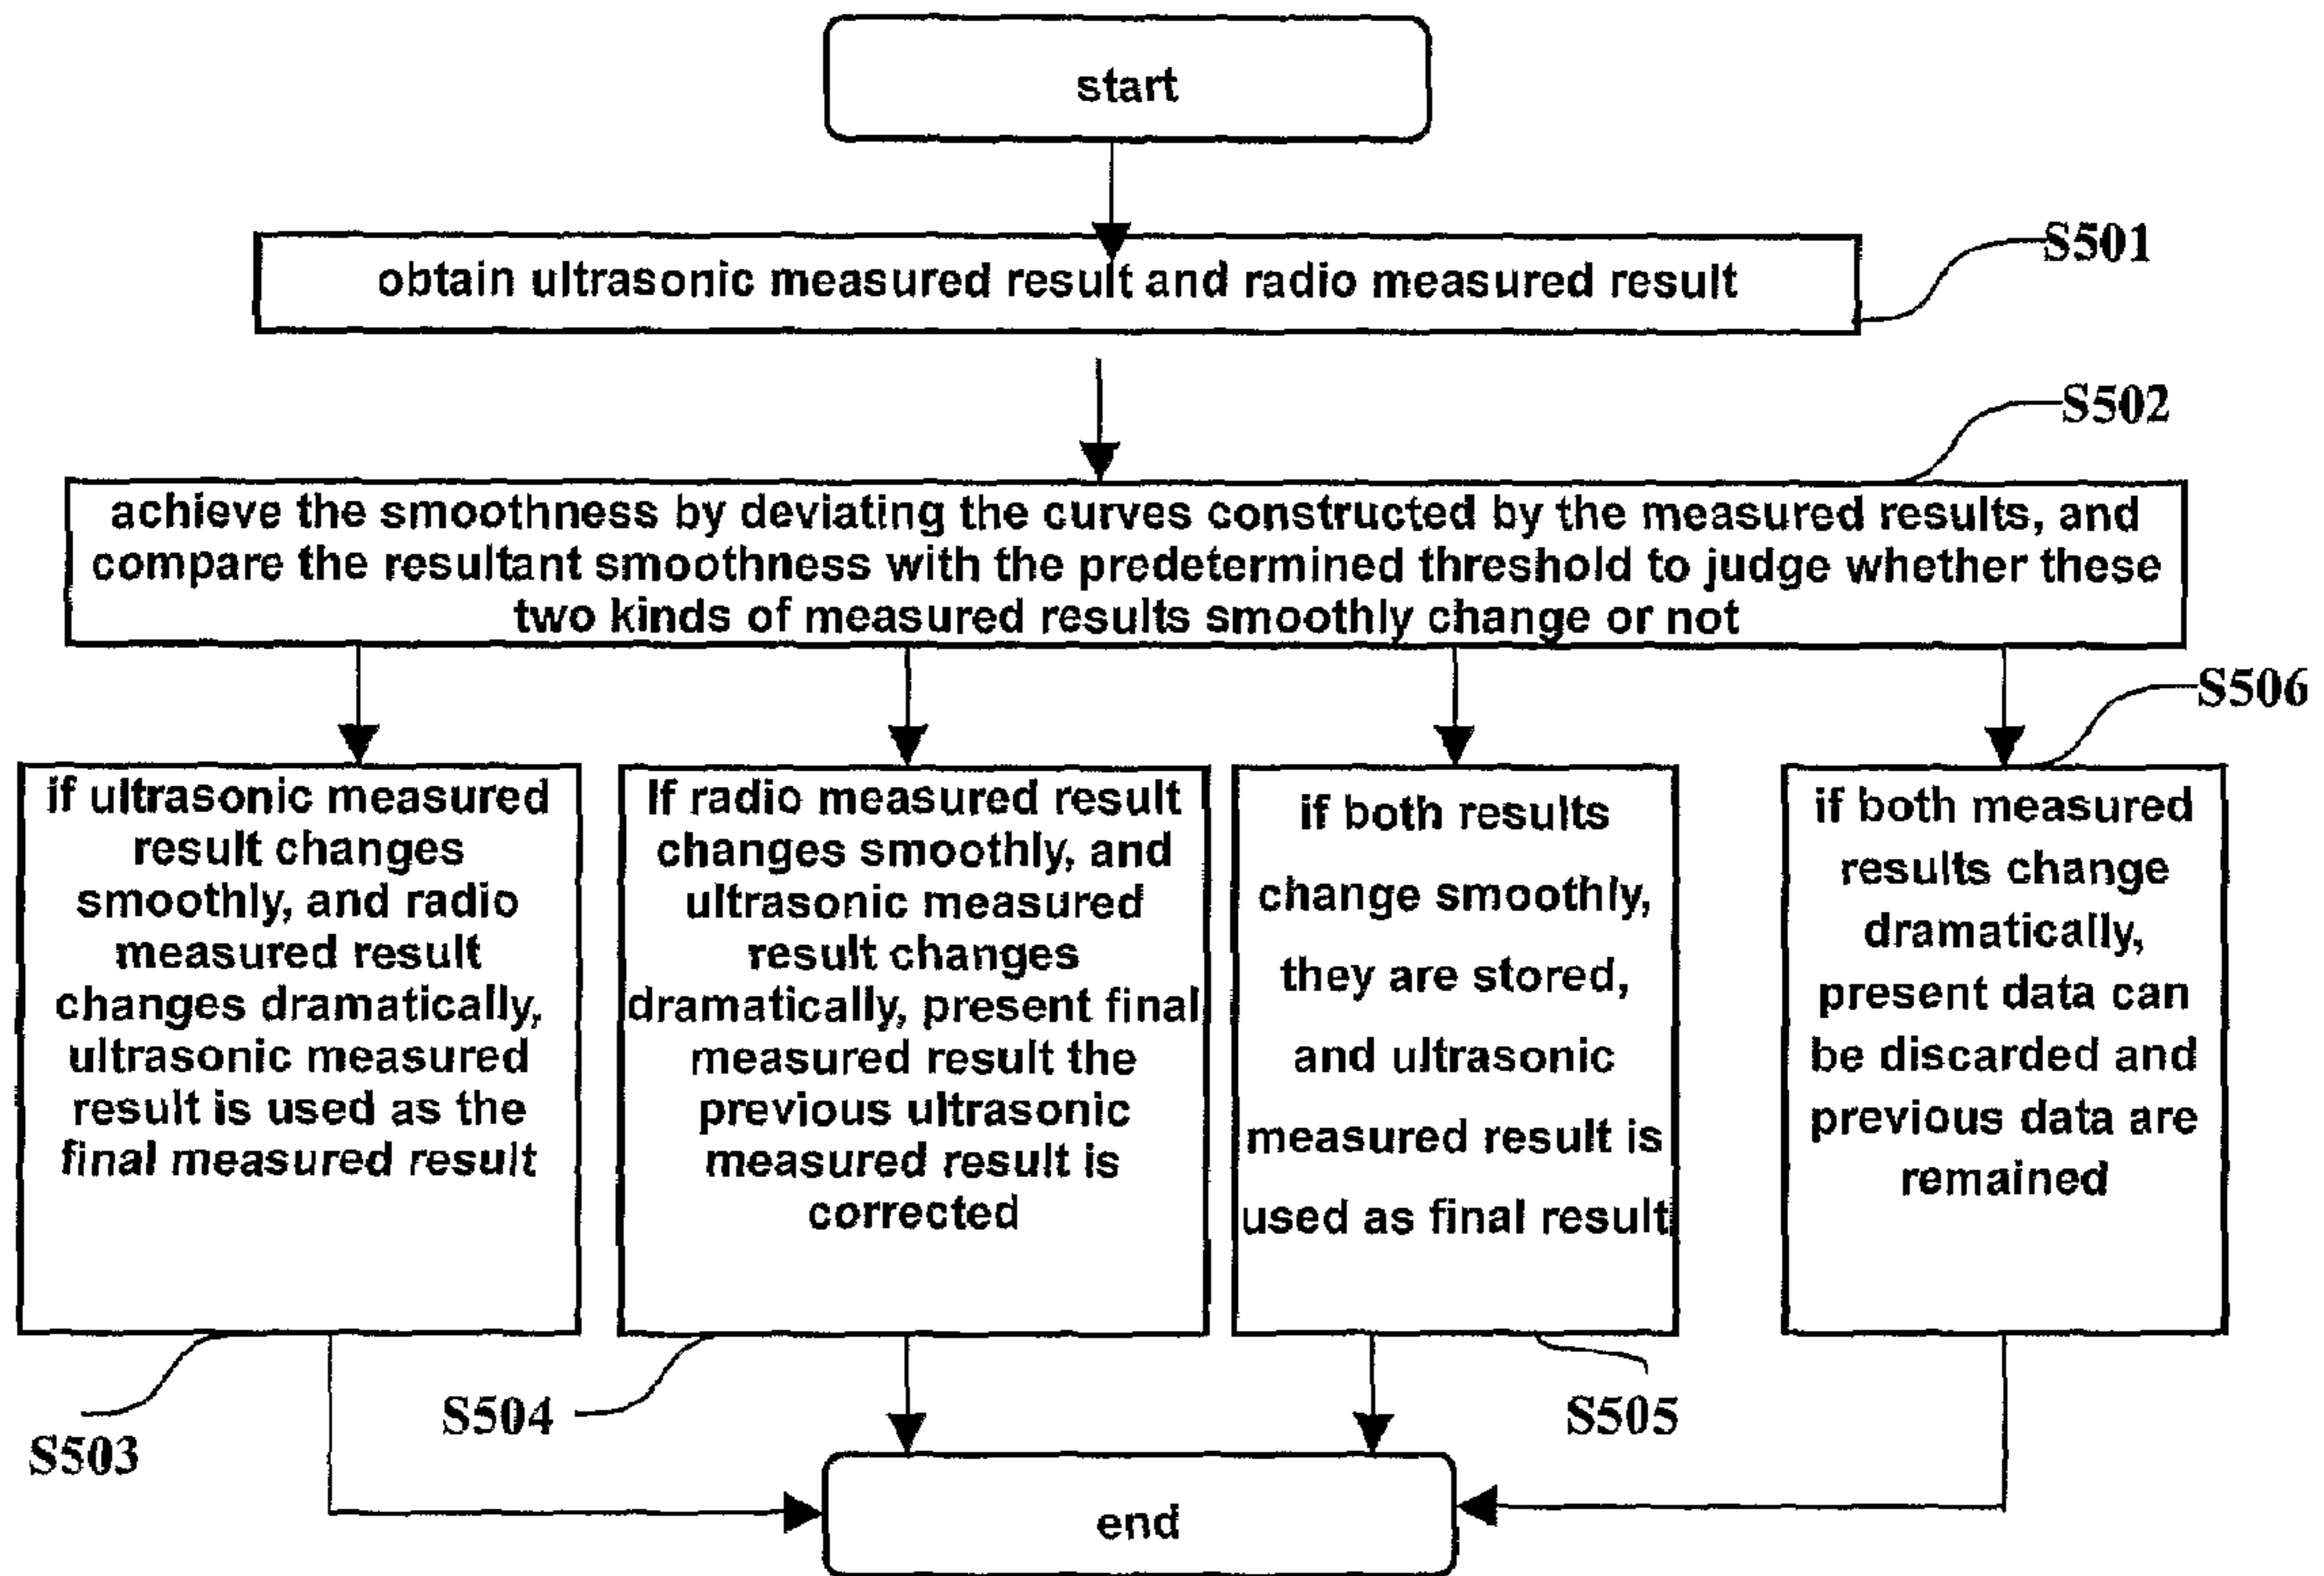 start
obtain ultrasonic measured result and radio measured result
S501
S502
achieve the smoothness by deviating the curves constructed by the measured results, and
compare the resultant smoothness with the predetermined threshold to judge whether these
two kinds of measured results smoothly change or not
S506
if ultrasonic measured
result changes
smoothly, and radio
measured result
changes dramatically,
ultrasonic measured
result is used as the
final measured result
If radio measured result
changes smoothly, and
ultrasonic measured
result changes
dramatically, present final
measured result the
previous ultrasonic
measured result is
corrected
if both results
change smoothly,
they are stored,
and ultrasonic
measured result is
used as final result
if both measured
results change
dramatically,
present data can
be discarded and
previous data are
remained
S503
S504
S505
end